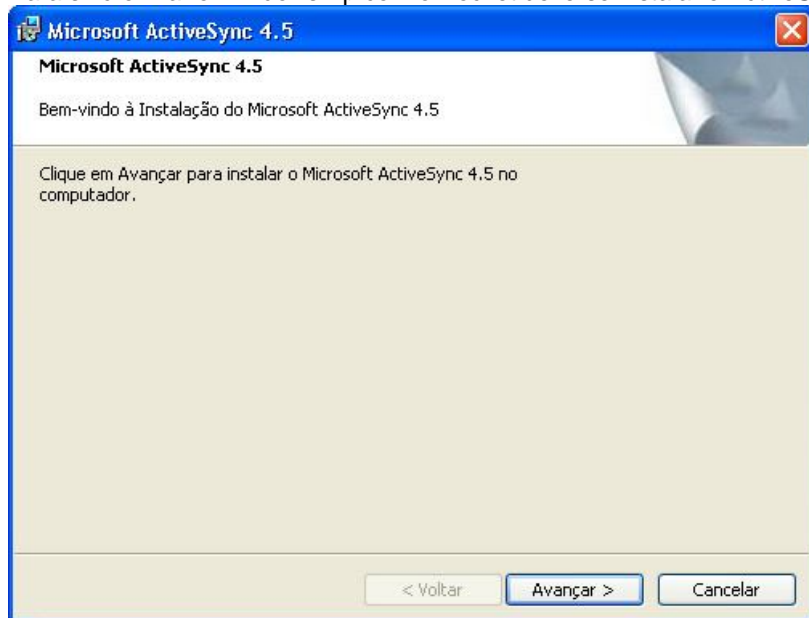 Microsoft ActiveSync 4.5
Microsoft ActiveSync 4.5
Bem-vindo à Instalação do Microsoft ActiveSync 4.5
Clique em Avançar para instalar o Microsoft ActiveSync 4.5 no
computador.
< Voltar Avançar > Cancelar